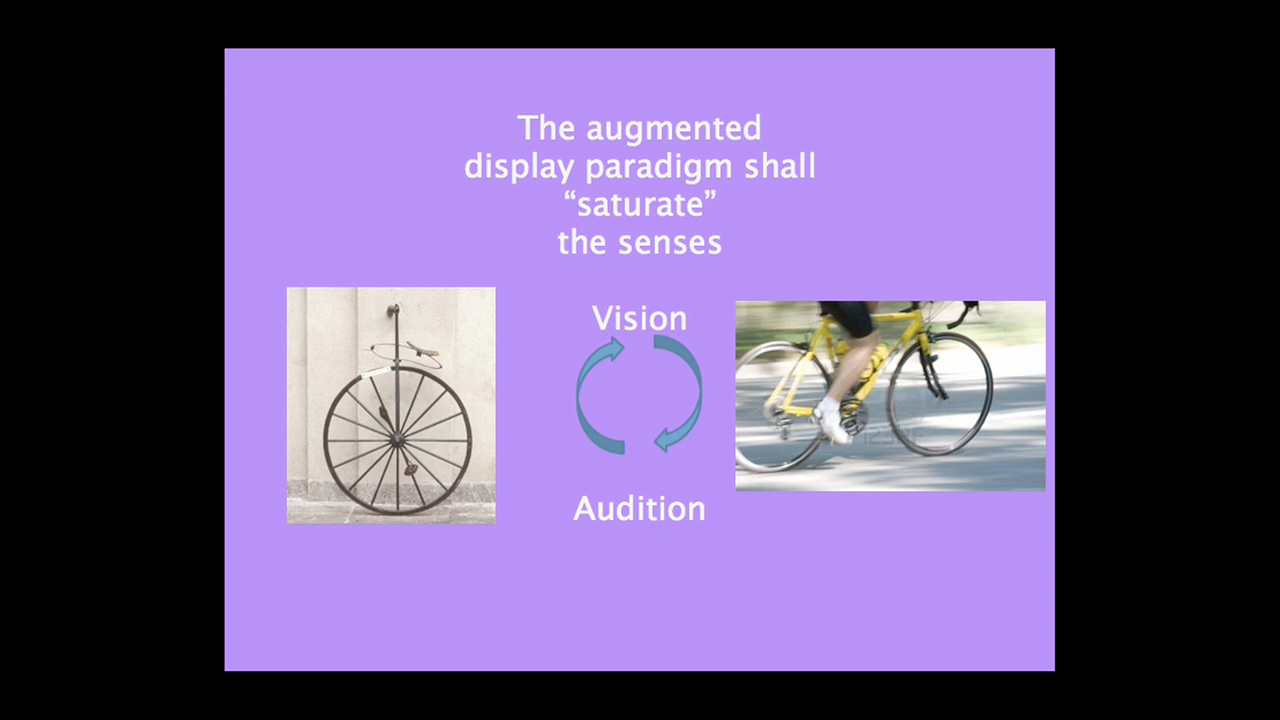 The augmented
display paradigm shall
“saturate”
the senses
Vision
Audition